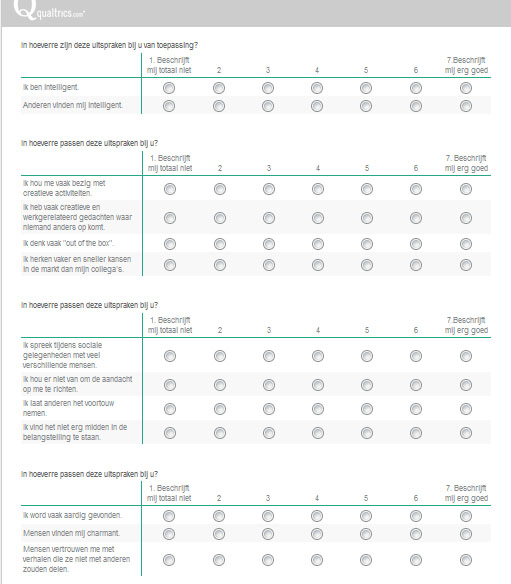 qualtrics.com
In hoeverre zijn deze uitspraken bij u van toepassing?
1. Beschrijft
mij totaal niet 2 3 4 5 6 7.Beschrijft
mij erg goed
Ik ben intelligent.
Anderen vinden mij intelligent.
In hoeverre passen deze uitspraken bij u?
1. Beschrijft
mij totaal niet 2 3 4 5 6 7. Beschrijft
mij erg goed
Ik hou me vaak bezig met
creatieve activiteiten.
Ik heb vaak creatieve en
werkgerelateerd gedachten waar
niemand anders op komt.
Ik denk vaak "out of the box".
Ik herken vaker en sneller kansen
in de markt dan mijn collega's.
In hoeverre passen deze uitspraken bij u?
1. Beschrijft
mij totaal niet 2 3 4 5 6 7.Beschrijft
mij erg goed
Ik spreek tijdens sociale
gelegenheden met veel
verschillende mensen.
Ik hou er niet van om de aandacht
op me te richten.
Ik laat anderen het voortouw
nemen.
Ik vind het niet erg midden in de
belangstelling te staan.
In hoeverre passen deze uitspraken bij u?
1. Beschrijft
mij totaal niet 2 3 4 5 6 7. Beschrijft
mij erg goed
Ik word vaak aardig gevonden.
Mensen vinden mij charmant.
Mensen vertrouwen me met
verhalen die ze niet met anderen
zouden delen.